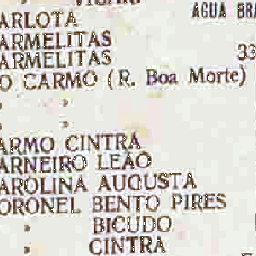 AGUA BRA
ARLOTA
ARMELITAS
ARMELITAS 33
O CARMO (R. Boa Morte)
» »
» »
ARMO CINTRA
ARNEIRO LEÃO
AROLINA AUGUSTA
ORONEL BENTO PIRES
» BICUDO
» CINTRA